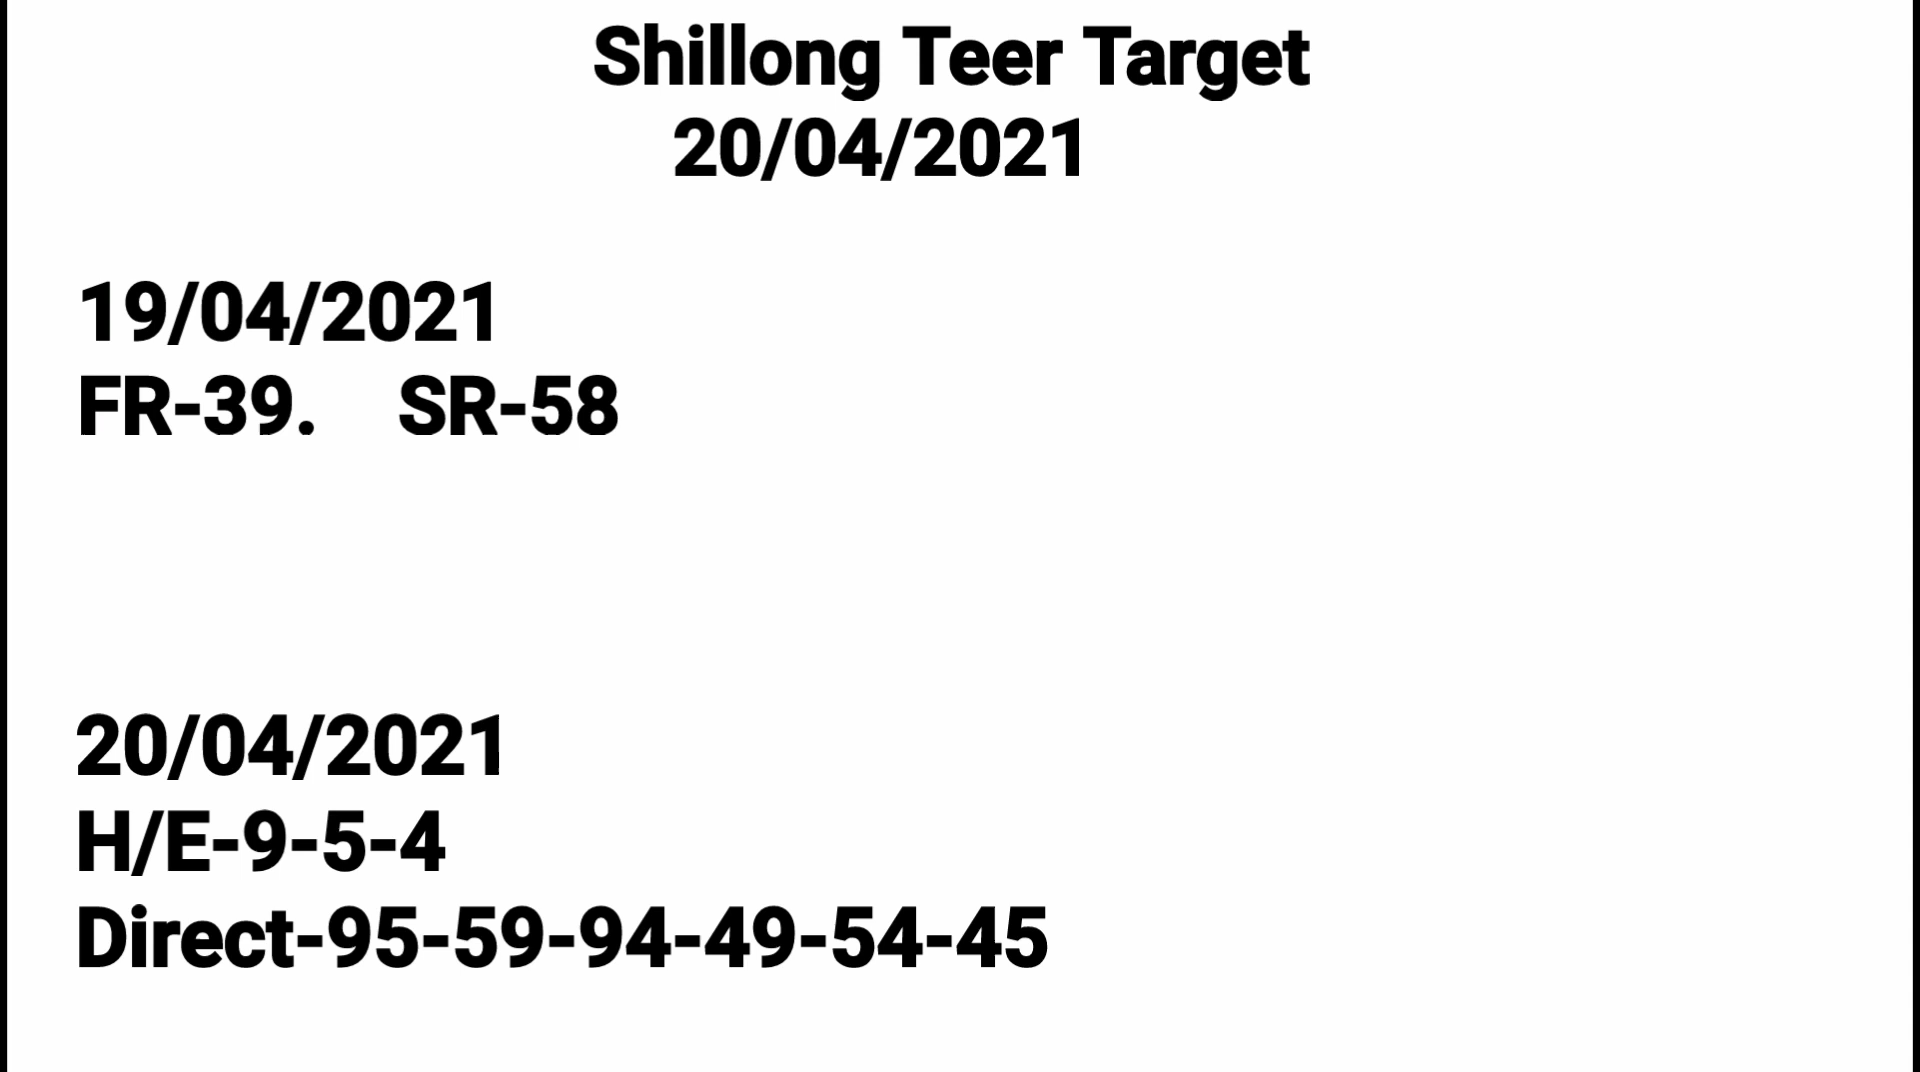 Shillong Teer Target
20/04/2021
19/04/2021
FR-39. SR-58
20/04/2021
H/E-9-5-4
Direct-95-59-94-49-54-45